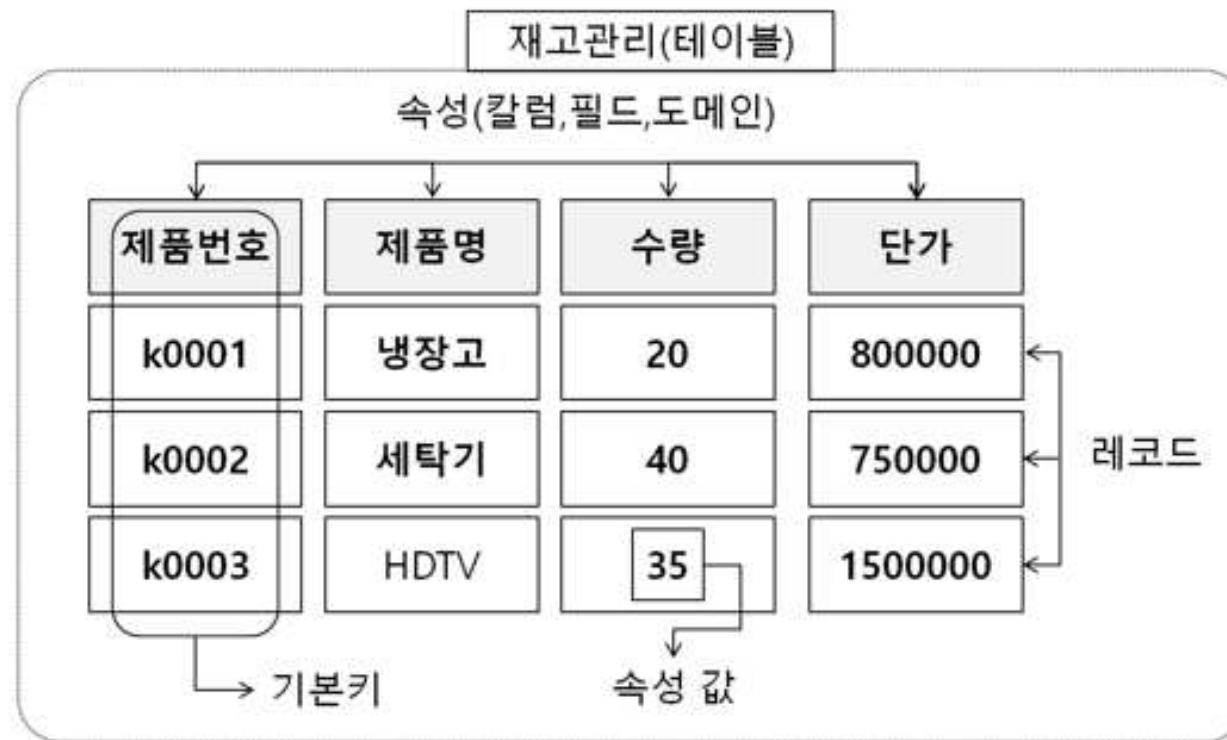 재고관리(테이블)
속성(칼럼,필드,도메인)
제품번호 제품명 수량 단가
k0001 냉장고 20 800000
k0002 세탁기 40 750000
레코드
k0003 HDTV 35 1500000
기본키 속성 값